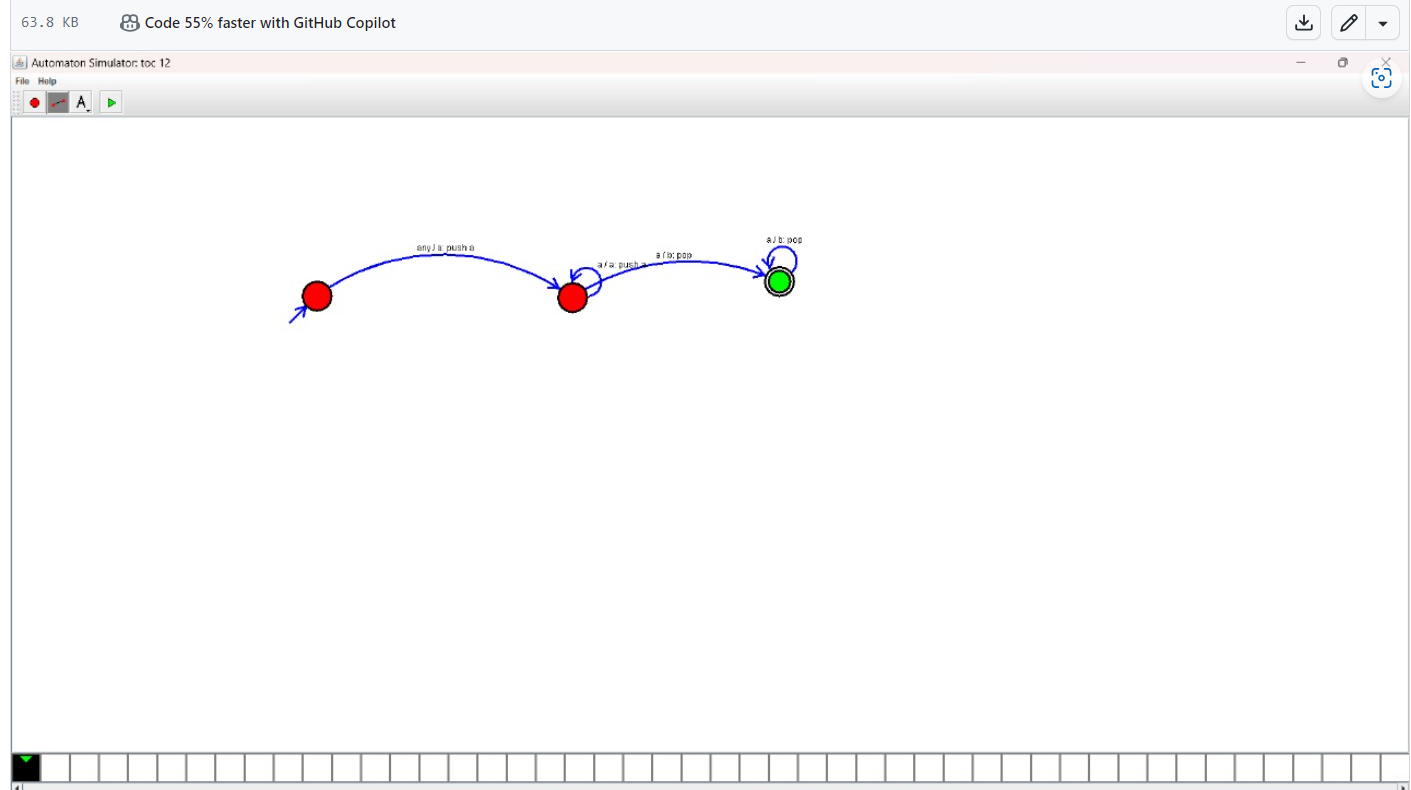 63.8 KB Code 55% faster with GitHub Copilot
Automaton Simulator: toc 12
File Help
A
any / a: push a
a / a: push a
a / b: pop
a / b: pop